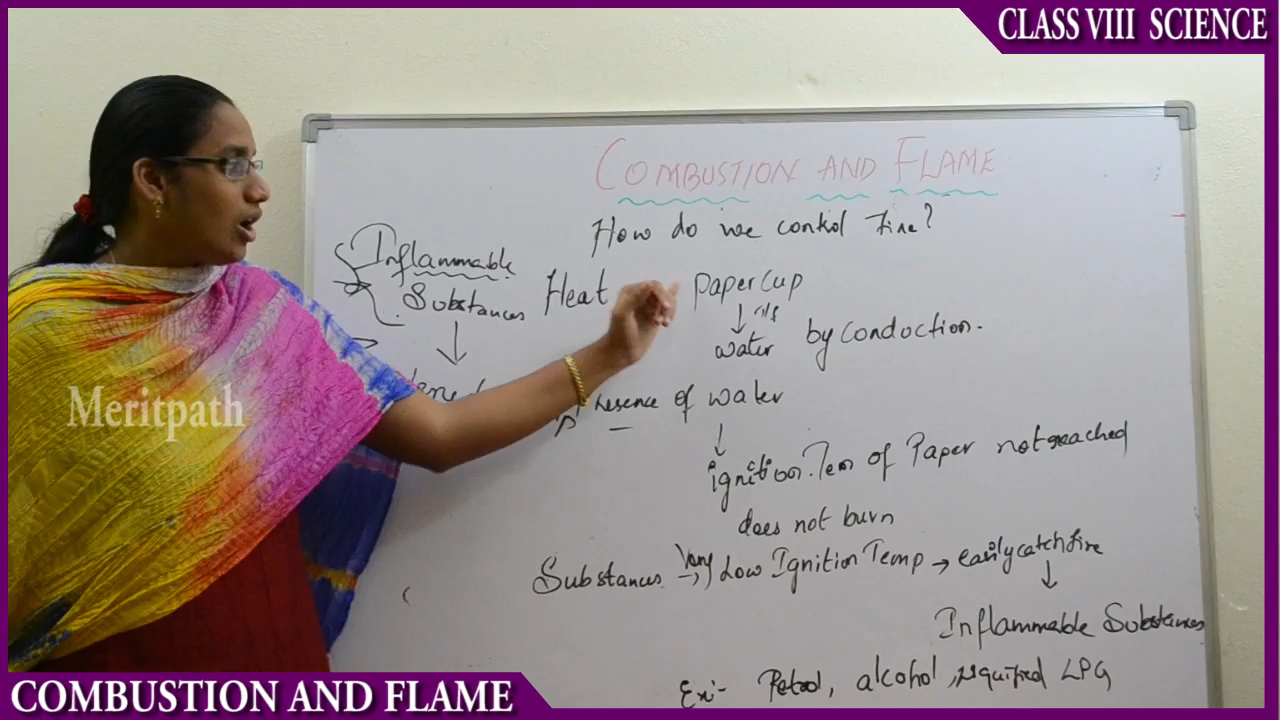 CLASS VIII SCIENCE
COMBUSTION AND FLAME
How do we control Fire?
Inflammable
Substances
Heat
Paper cup
water by conduction.
Presence of water
ignition Tem of Paper not reached
does not burn
Substances Very Low Ignition Temp → easily catch fire
Inflammable Substances
Ex:- Petrol, alcohol, LPG
Meritpath
COMBUSTION AND FLAME